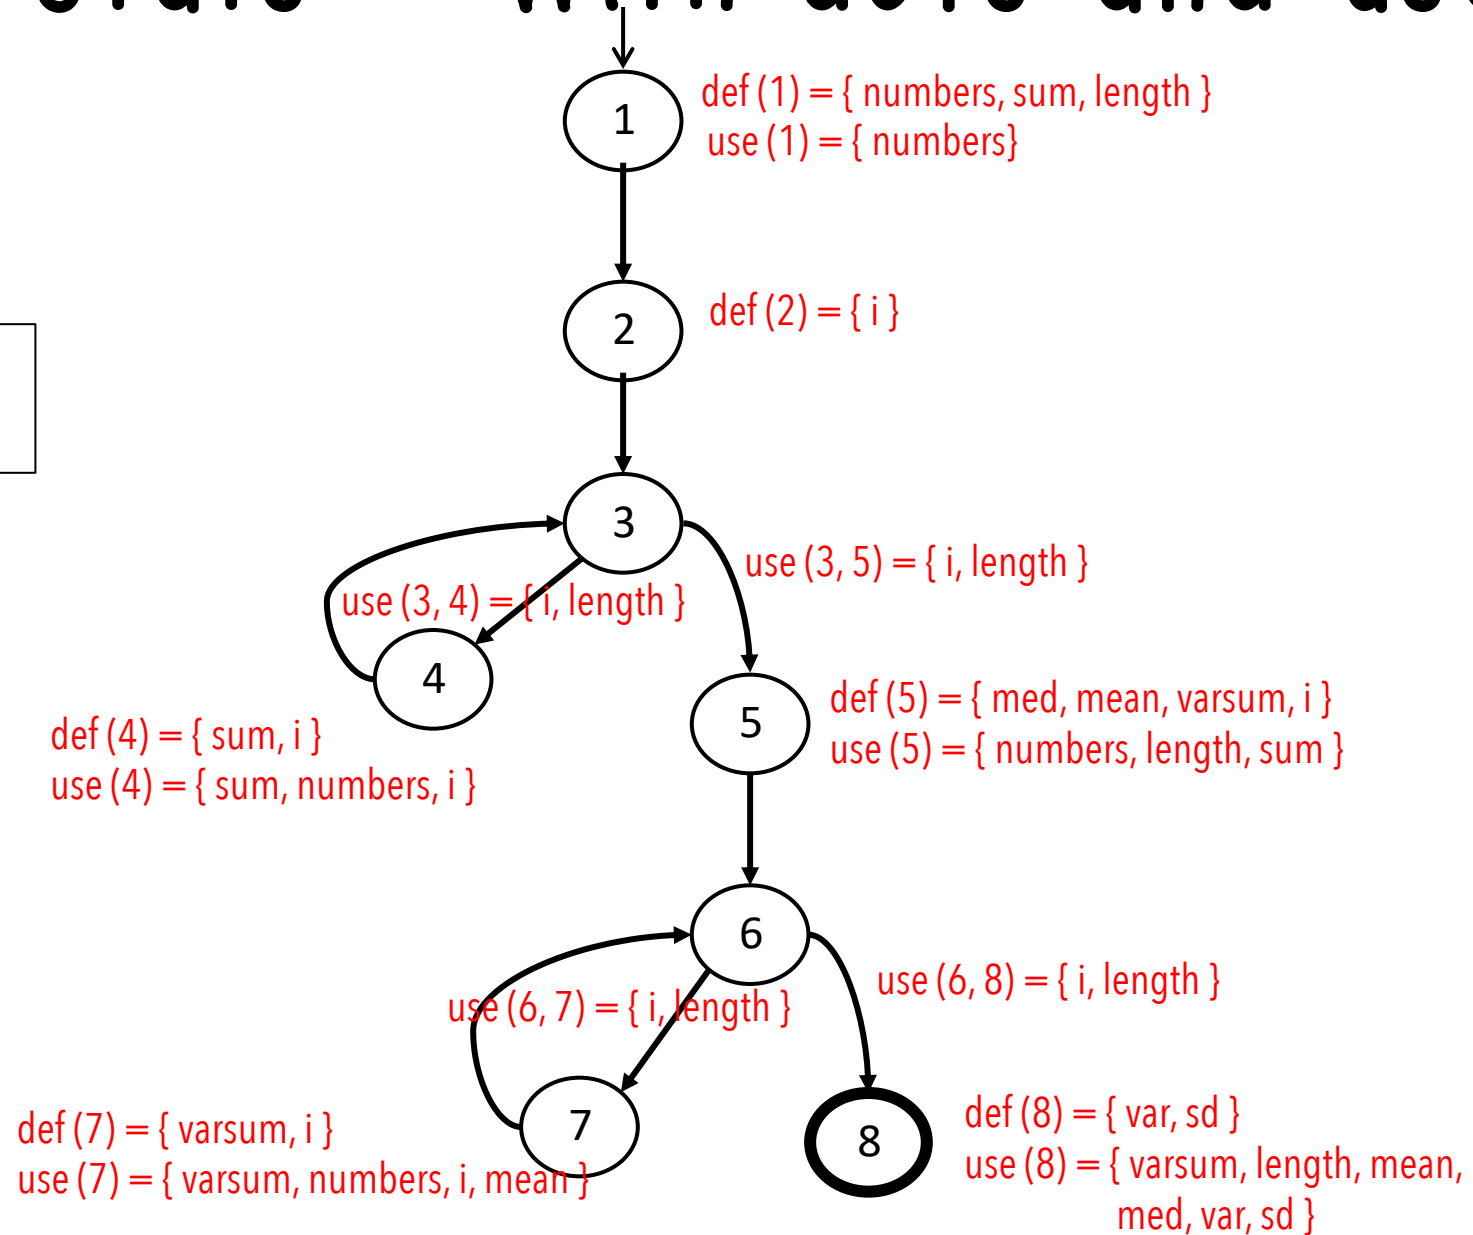 1
def (1) = { numbers, sum, length }
use (1) = { numbers}
2
def (2) = { i }
3
use (3, 5) = { i, length }
use (3, 4) = { i, length }
4
5
def (5) = { med, mean, varsum, i }
use (5) = { numbers, length, sum }
def (4) = { sum, i }
use (4) = { sum, numbers, i }
6
use (6, 8) = { i, length }
use (6, 7) = { i, length }
7
8
def (8) = { var, sd }
use (8) = { varsum, length, mean,
med, var, sd }
def (7) = { varsum, i }
use (7) = { varsum, numbers, i, mean }